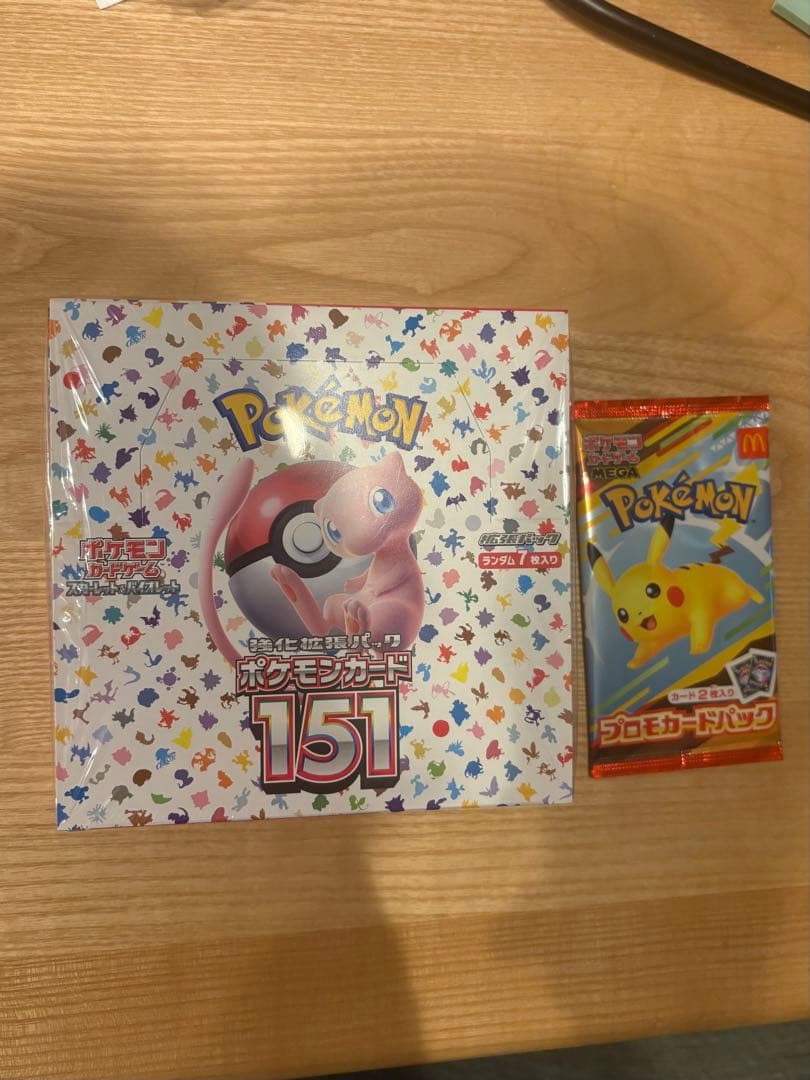 POKéMON
ポケモン
カードゲーム
スカーレット&バイオレット
拡張パック
ランダム7枚入り
強化拡張パック
ポケモンカード
151
ポケモン
カードゲーム
MEGA
M
POKéMON
カード2枚入り
プロモカードパック